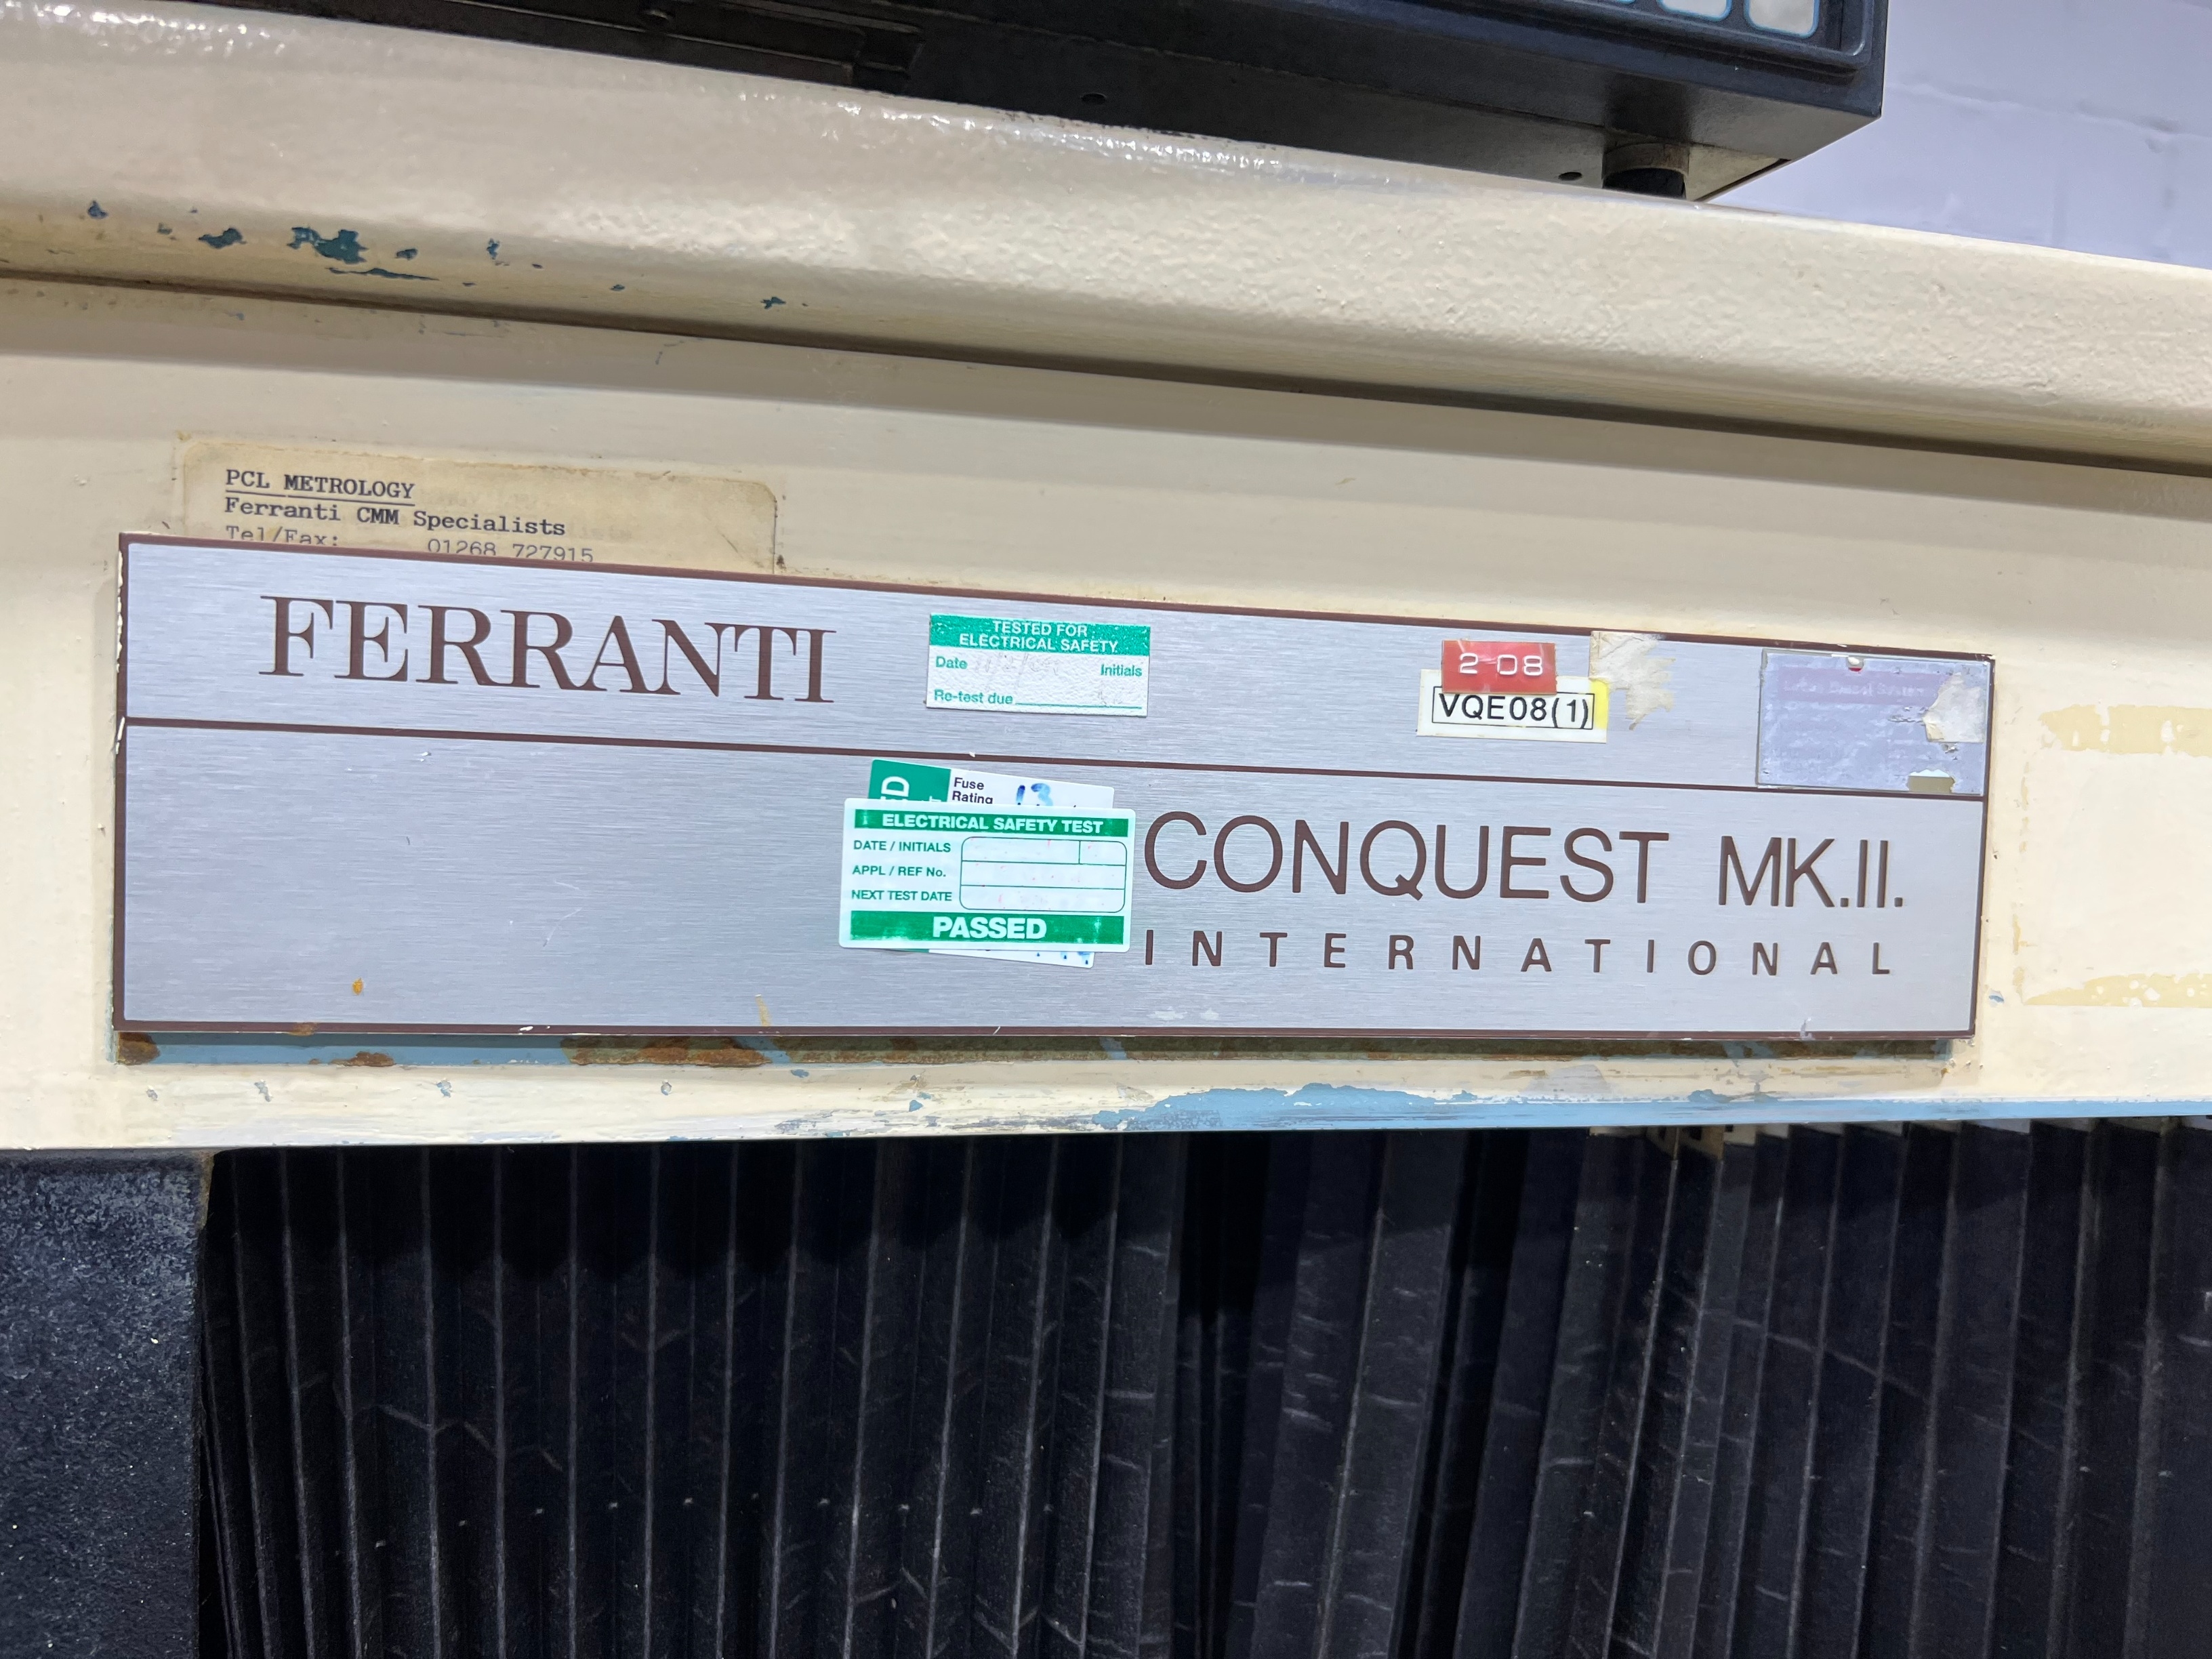 PCL METROLOGY
Ferranti CMM Specialists
Tel/Fax: 01268 727915
FERRANTI
TESTED FOR
ELECTRICAL SAFETY
Date
Initials
Re-test due
2 08
VQE08(1)
Fuse
Rating 13
ELECTRICAL SAFETY TEST
DATE / INITIALS
APPL / REF No.
NEXT TEST DATE
PASSED
CONQUEST MK.II.
INTERNATIONAL